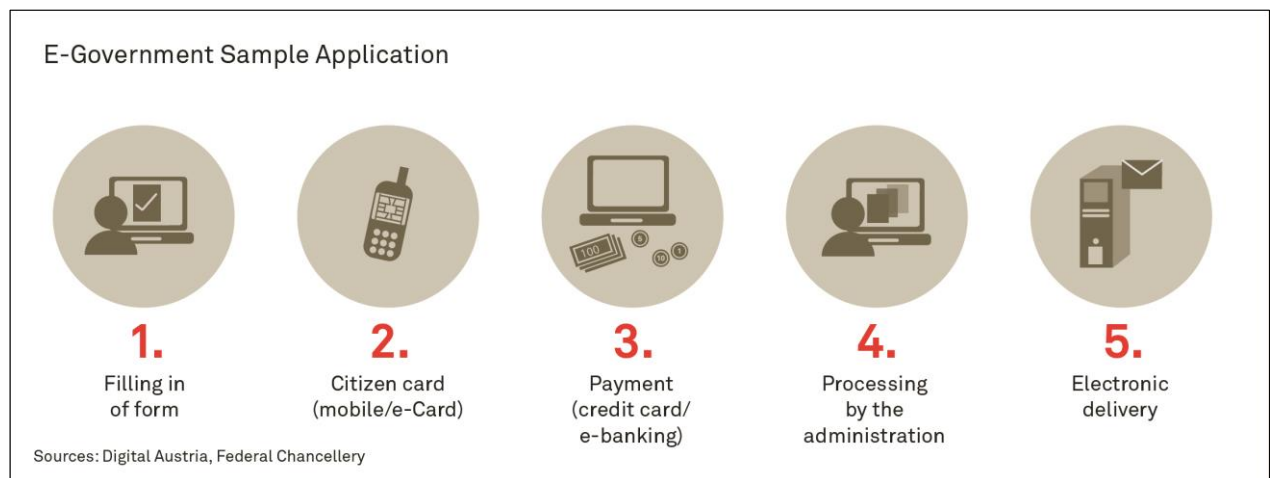 E-Government Sample Application
100
5
10
1
1.
Filling in
of form
2.
Citizen card
(mobile/e-Card)
3.
Payment
(credit card/
e-banking)
4.
Processing
by the
administration
5.
Electronic
delivery
Sources: Digital Austria, Federal Chancellery